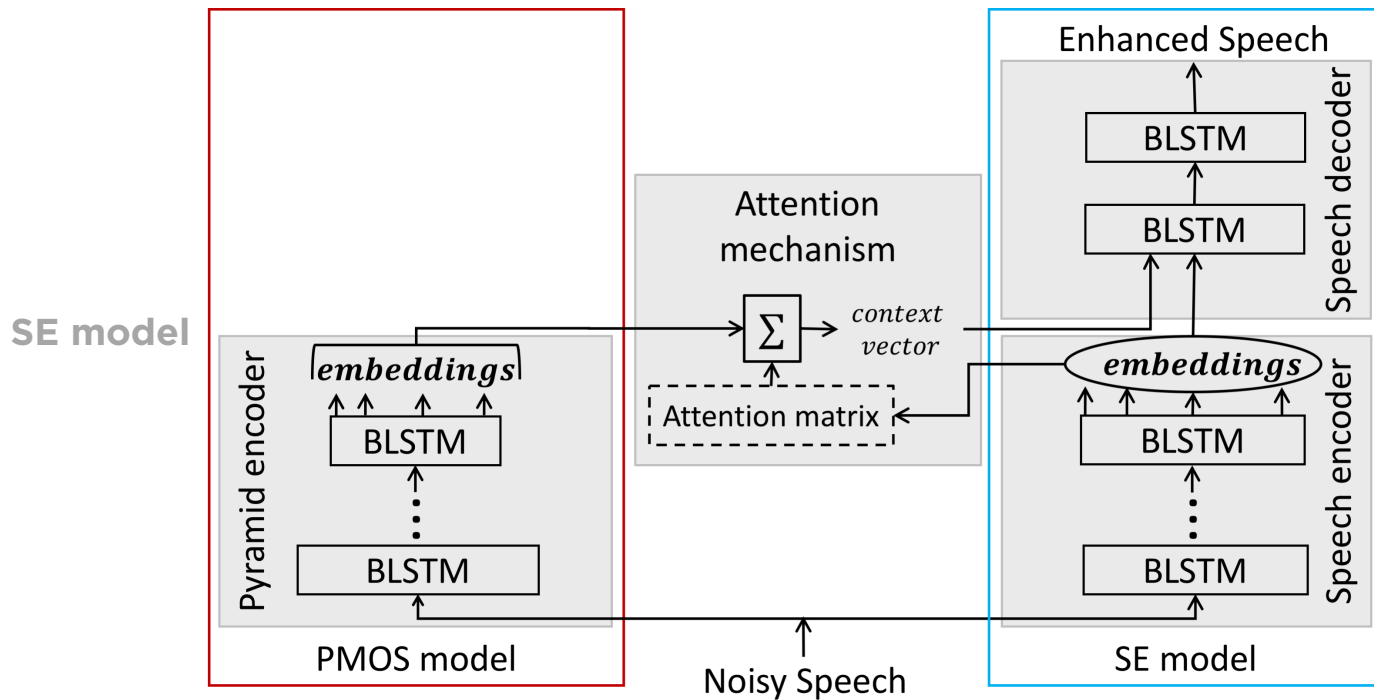 SE model
Pyramid encoder
embeddings
BLSTM
BLSTM
PMOS model
Attention
mechanism
Σ
context
vector
Attention matrix
Noisy Speech
Enhanced Speech
Speech decoder
BLSTM
BLSTM
embeddings
Speech encoder
BLSTM
BLSTM
SE model